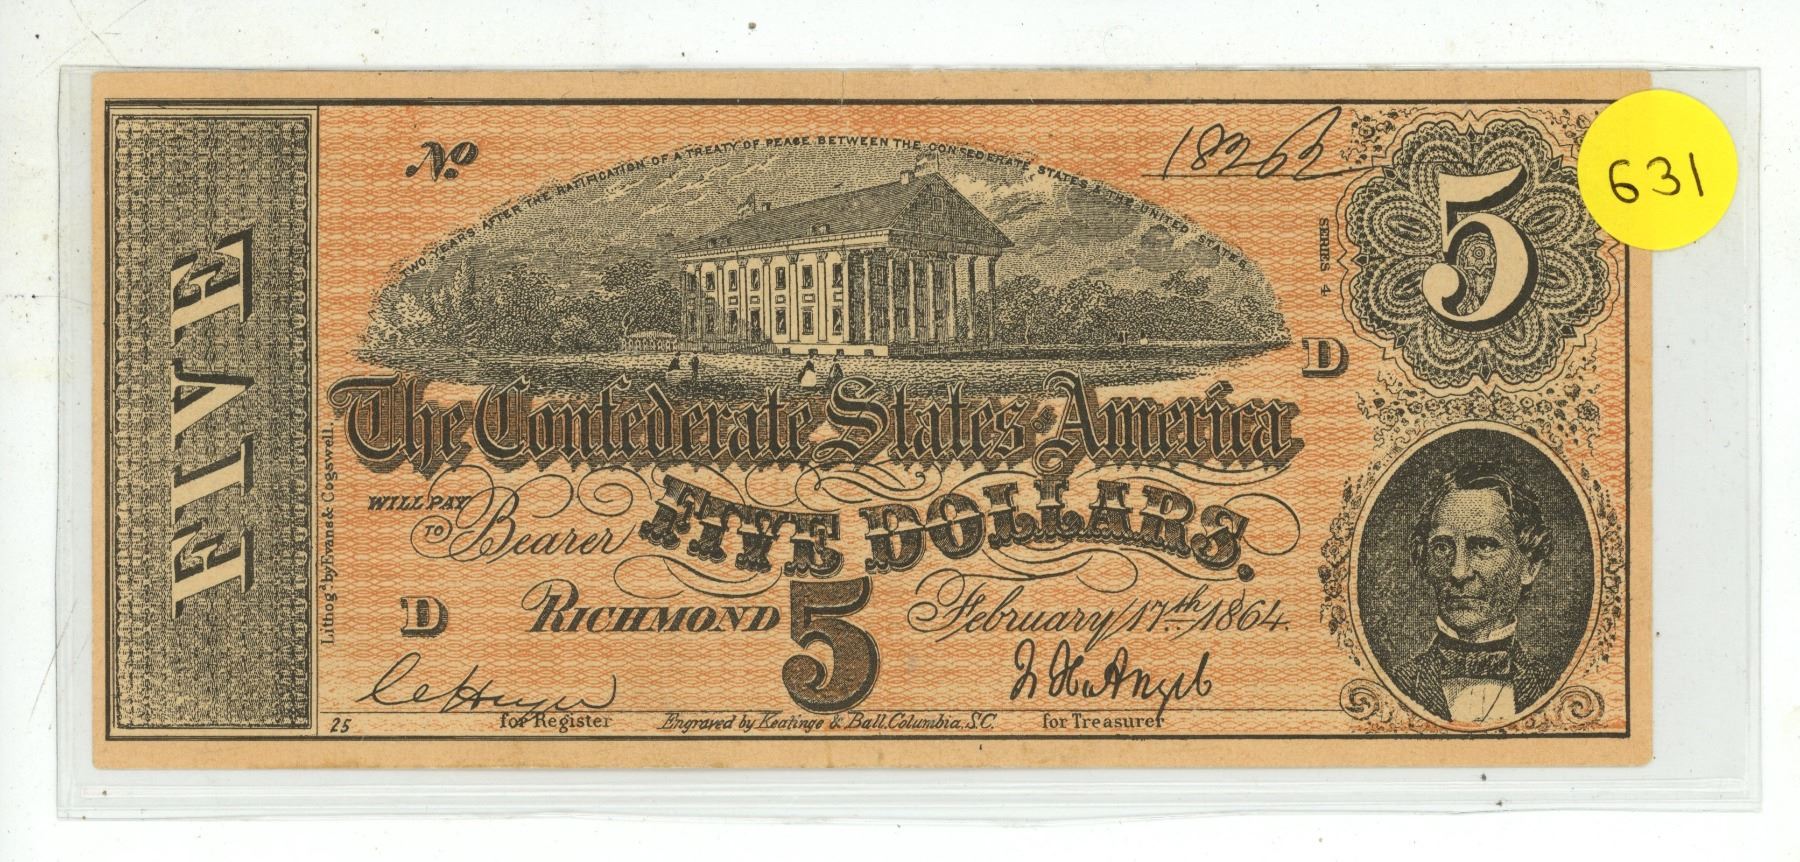 No
18262
631
TWO YEARS AFTER THE RATIFICATION OF A TREATY OF PEACE BETWEEN THE CONFEDERATE STATES & THE UNITED STATES
SERIES 4
5
D
FIVE
The Confederate States of America
WILL PAY
TO Bearer FIVE DOLLARS.
Lithog'd by Evans & Cogswell.
D RICHMOND 5 February 17th 1864.
25 for Register Engraved by Keatinge & Ball, Columbia, S.C. for Treasurer